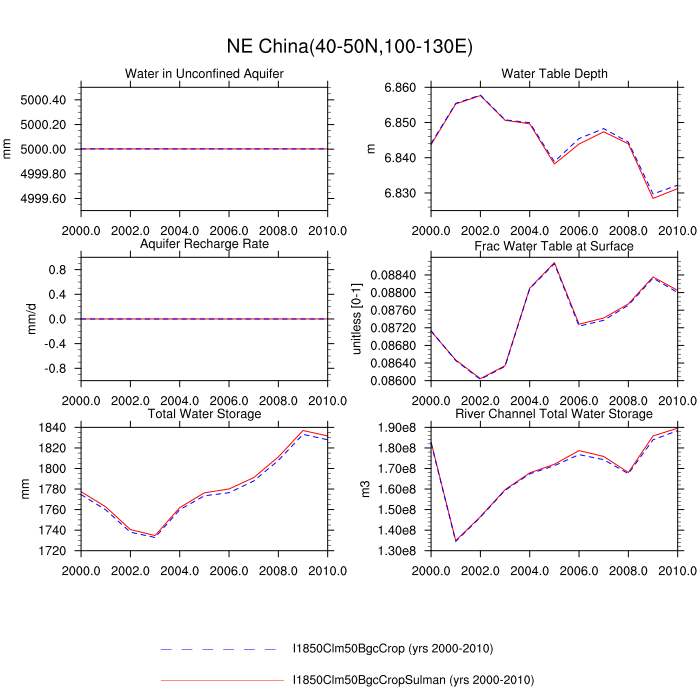 NE China(40-50N,100-130E)
Water in Unconfined Aquifer
5000.40
5000.20
5000.00
4999.80
4999.60
mm
2000.0 2002.0 2004.0 2006.0 2008.0 2010.0
Water Table Depth
6.860
6.850
6.840
6.830
m
2000.0 2002.0 2004.0 2006.0 2008.0 2010.0
Aquifer Recharge Rate
0.8
0.4
0.0
-0.4
-0.8
mm/d
2000.0 2002.0 2004.0 2006.0 2008.0 2010.0
Frac Water Table at Surface
0.08840
0.08800
0.08760
0.08720
0.08680
0.08640
0.08600
unitless [0-1]
2000.0 2002.0 2004.0 2006.0 2008.0 2010.0
Total Water Storage
1840
1820
1800
1780
1760
1740
1720
mm
2000.0 2002.0 2004.0 2006.0 2008.0 2010.0
River Channel Total Water Storage
1.90e8
1.80e8
1.70e8
1.60e8
1.50e8
1.40e8
1.30e8
m3
2000.0 2002.0 2004.0 2006.0 2008.0 2010.0
I1850Clm50BgcCrop (yrs 2000-2010)
I1850Clm50BgcCropSulman (yrs 2000-2010)